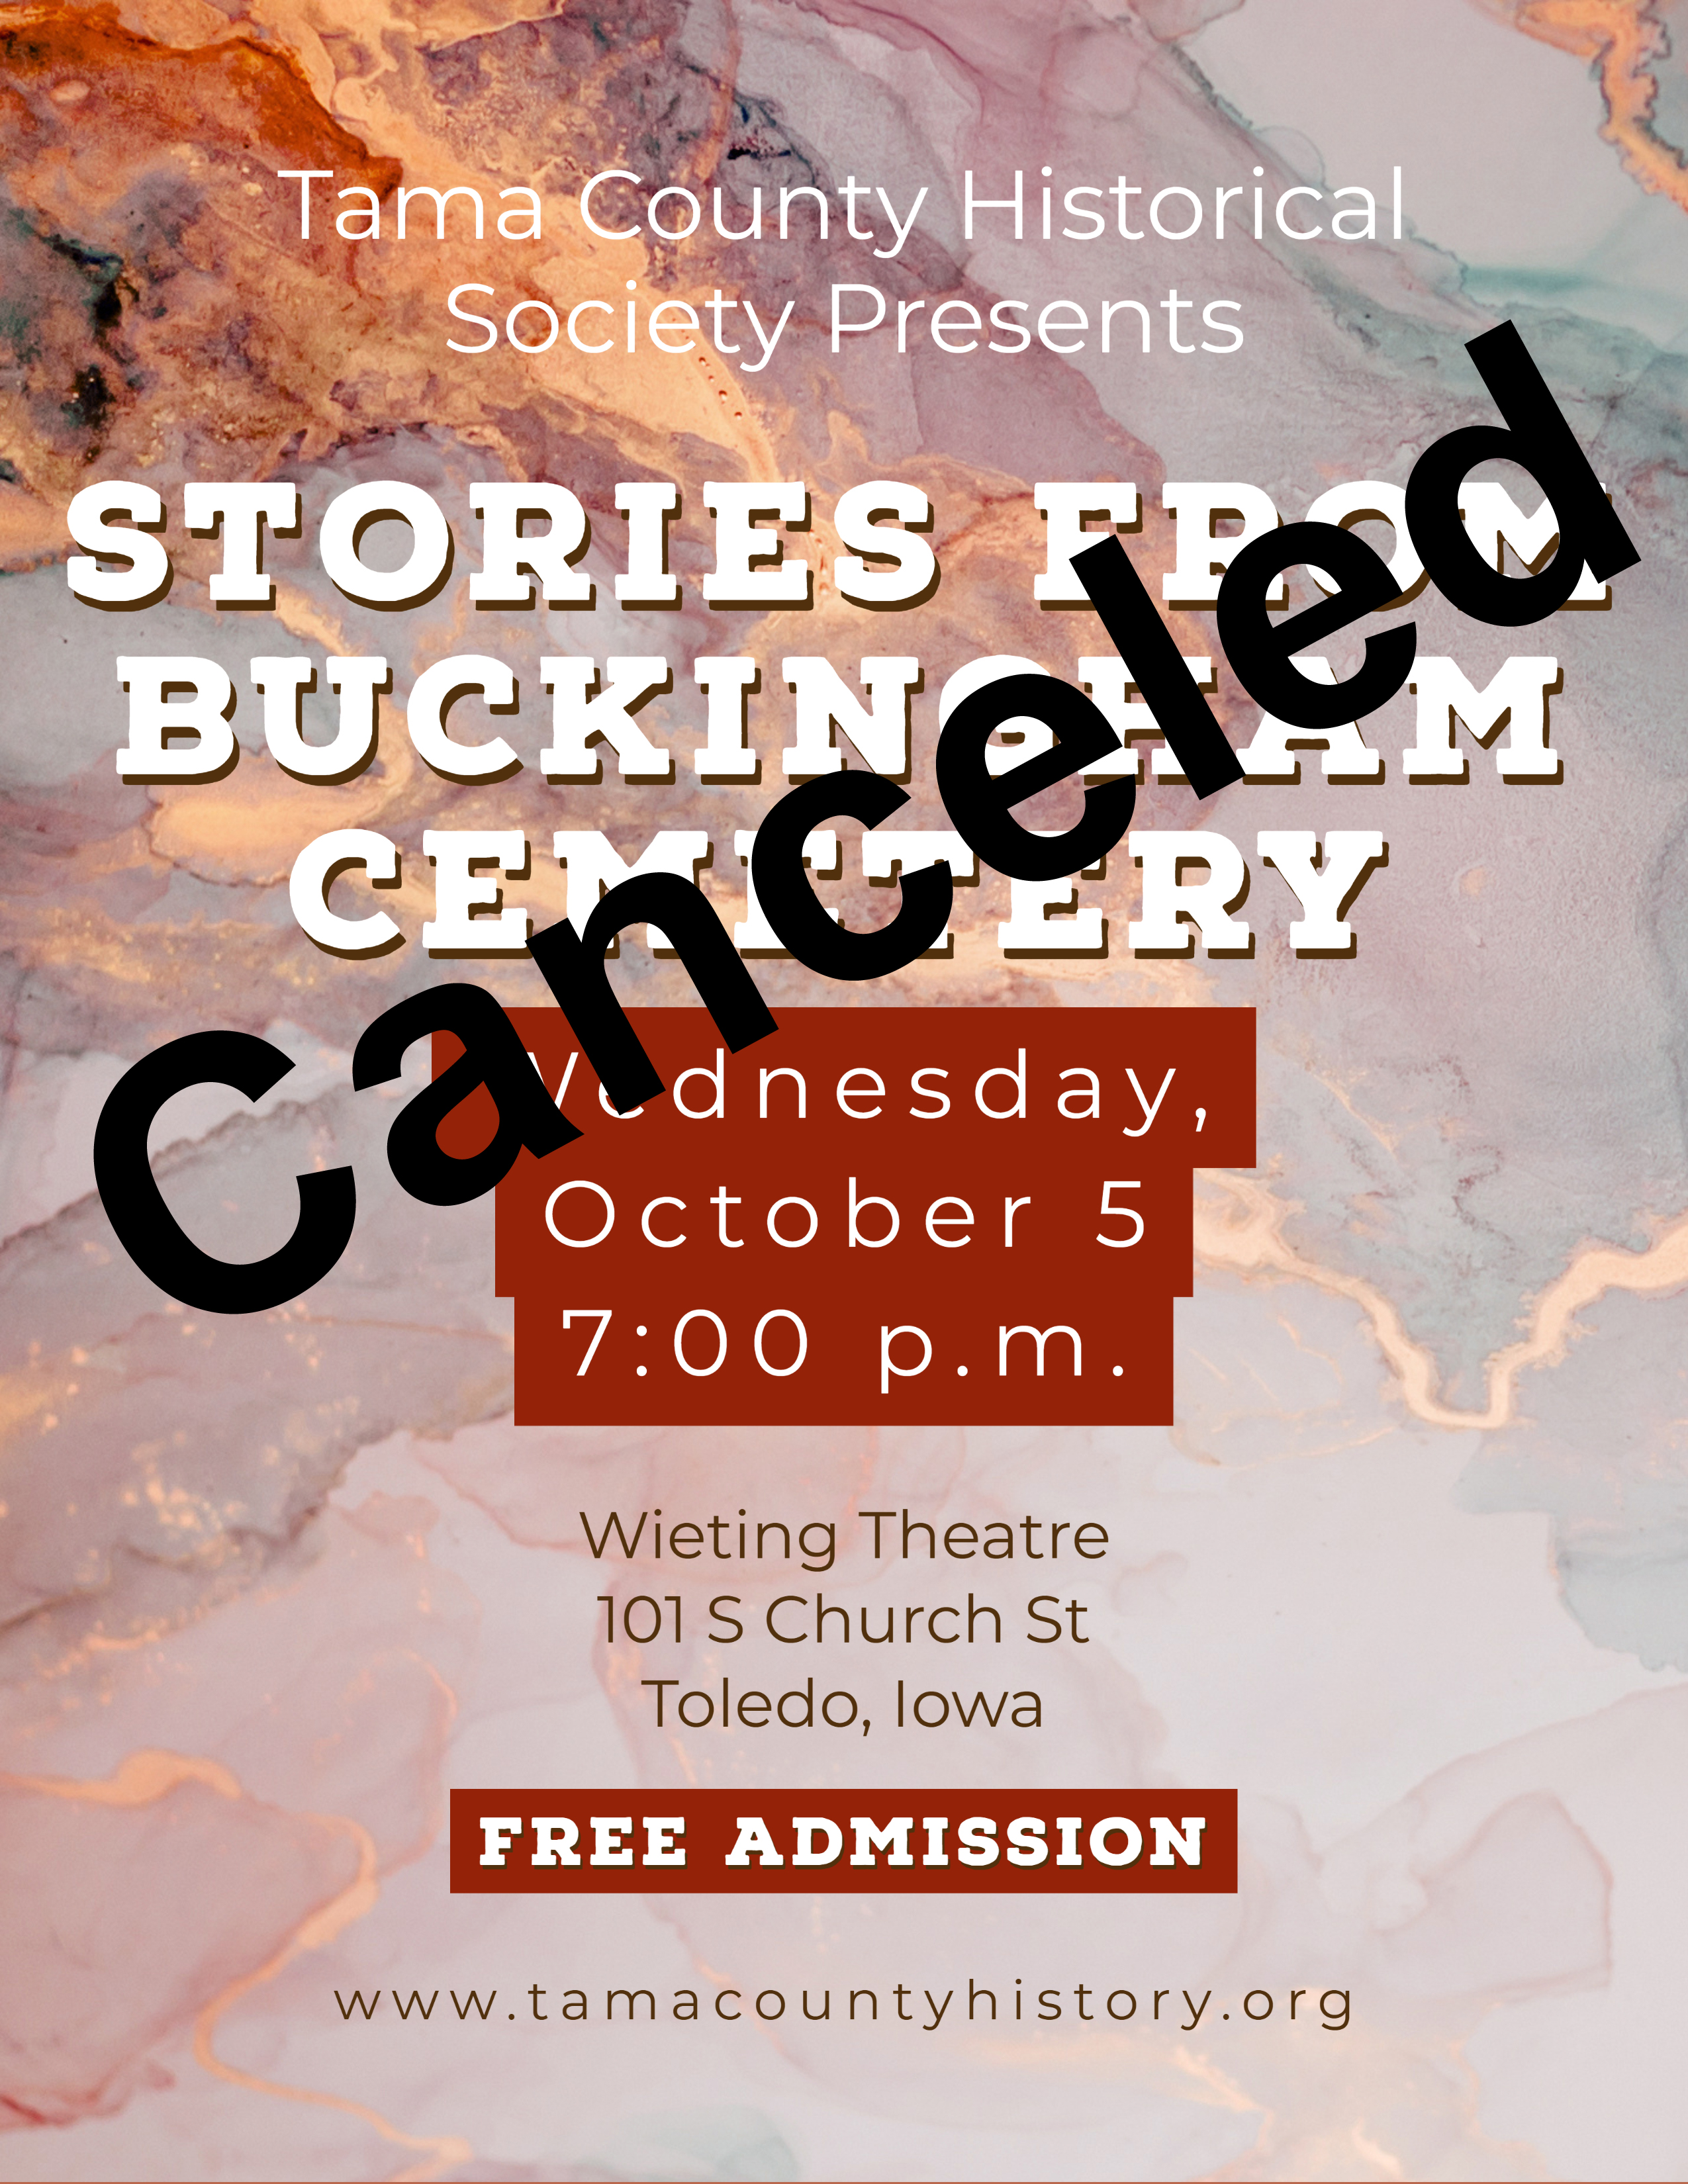 Tama County Historical
Society Presents
STORIES FROM
BUCKINGHAM
CEMETERY
Canceled
Wednesday,
October 5
7:00 p.m.
Wieting Theatre
101 S Church St
Toledo, Iowa
FREE ADMISSION
www.tamacountyhistory.org